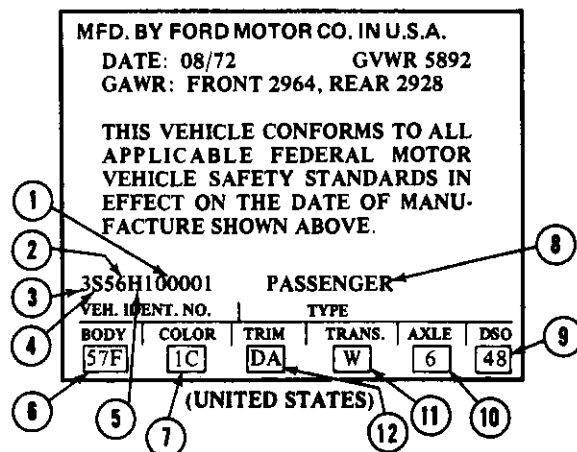 MFD. BY FORD MOTOR CO. IN U.S.A.
DATE: 08/72 GVWR 5892
GAWR: FRONT 2964, REAR 2928
THIS VEHICLE CONFORMS TO ALL
APPLICABLE FEDERAL MOTOR
VEHICLE SAFETY STANDARDS IN
EFFECT ON THE DATE OF MANU-
FACTURE SHOWN ABOVE.
1
2
8
3 3S56H100001 PASSENGER
4 VEH. IDENT. NO. TYPE
BODY COLOR TRIM TRANS. AXLE DSO 9
57F 1C DA W 6 48
6 5 7 (UNITED STATES) 12 11 10